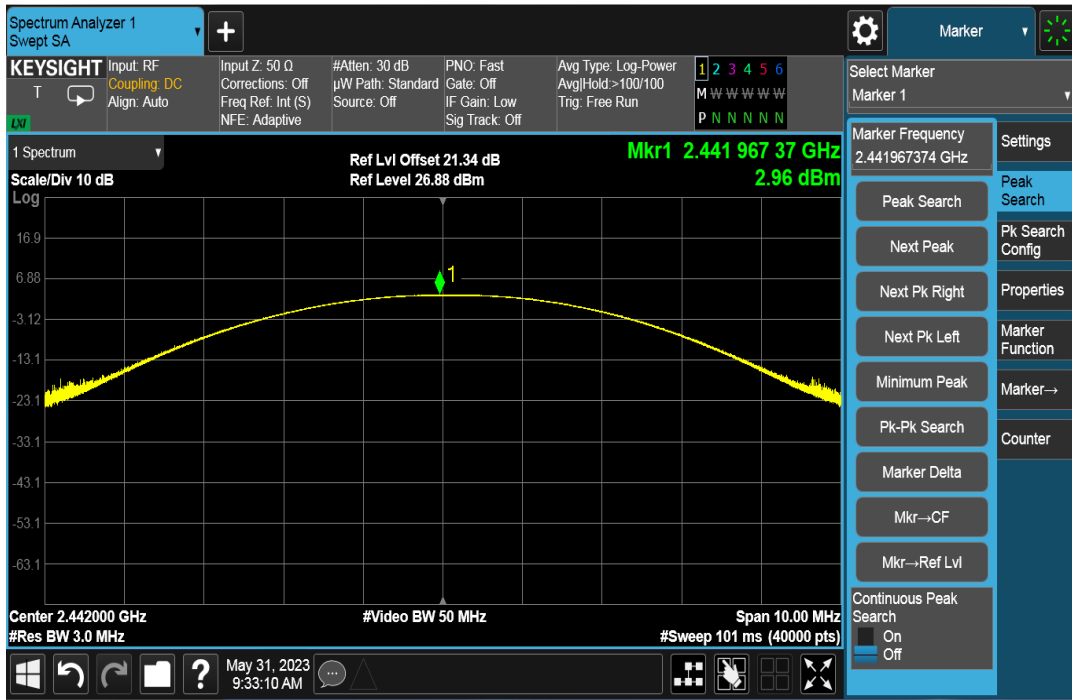 Spectrum Analyzer 1
Swept SA
+
Marker
KEYSIGHT
T
LXI
Input: RF
Coupling: DC
Align: Auto
Input Z: 50 Ω
Corrections: Off
Freq Ref: Int (S)
NFE: Adaptive
#Atten: 30 dB
µW Path: Standard
Source: Off
PNO: Fast
Gate: Off
IF Gain: Low
Sig Track: Off
Avg Type: Log-Power
Avg|Hold:>100/100
Trig: Free Run
1 2 3 4 5 6
M W W W W W
P N N N N N
1 Spectrum
Scale/Div 10 dB
Log
Ref Lvl Offset 21.34 dB
Ref Level 26.88 dBm
Mkr1 2.441 967 37 GHz
2.96 dBm
16.9
6.88
-3.12
-13.1
-23.1
-33.1
-43.1
-53.1
-63.1
1
Center 2.442000 GHz
#Res BW 3.0 MHz
#Video BW 50 MHz
Span 10.00 MHz
#Sweep 101 ms (40000 pts)
?
May 31, 2023
9:33:10 AM
Select Marker
Marker 1
Marker Frequency
2.441967374 GHz
Peak Search
Next Peak
Next Pk Right
Next Pk Left
Minimum Peak
Pk-Pk Search
Marker Delta
Mkr→CF
Mkr→Ref Lvl
Continuous Peak
Search
On
Off
Settings
Peak
Search
Pk Search
Config
Properties
Marker
Function
Marker→
Counter